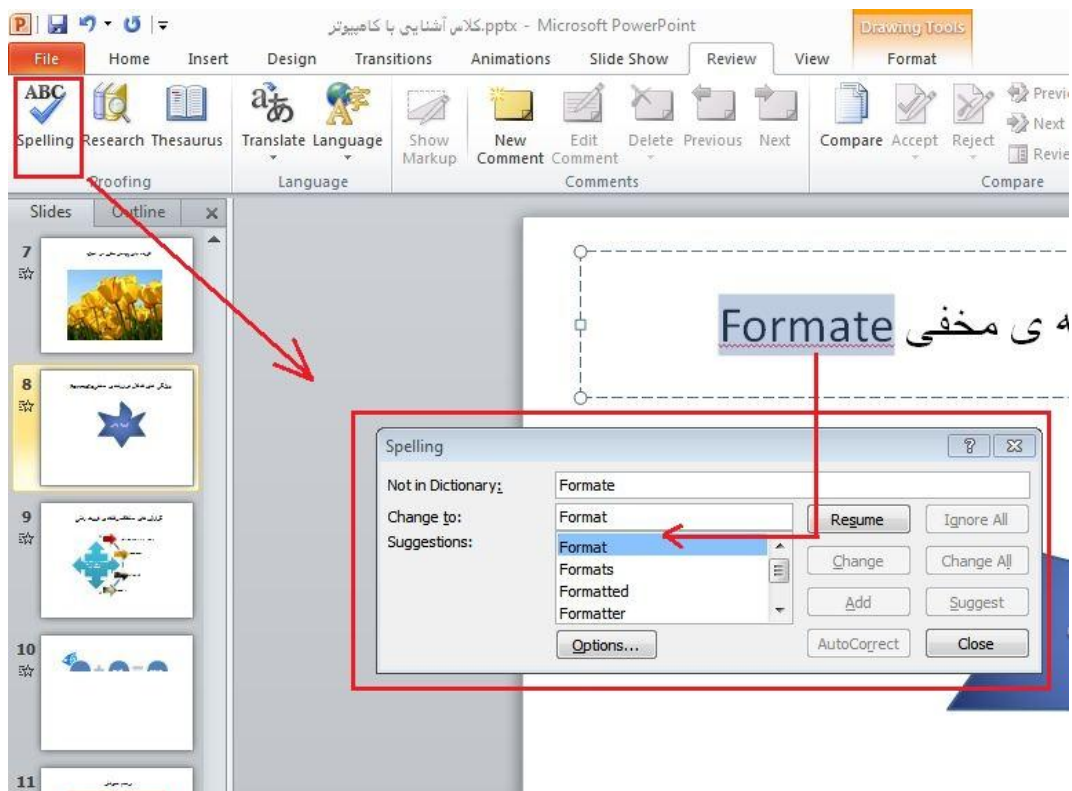 کلاس آشنایی با کامپیوتر.pptx - Microsoft PowerPoint
Drawing Tools
File Home Insert Design Transitions Animations Slide Show Review View Format
ABC
Spelling Research Thesaurus Translate Language Show Markup New Comment Edit Comment Delete Previous Next Compare Accept Reject
Next
Proofing Language Comments Compare
Slides Outline
7
8
9
10
11
ی مخفی Formate
Spelling
Not in Dictionary: Formate
Change to: Format
Resume Ignore All
Suggestions:
Format
Formats
Formatted
Formatter
Change Change All
Add Suggest
Options... AutoCorrect Close